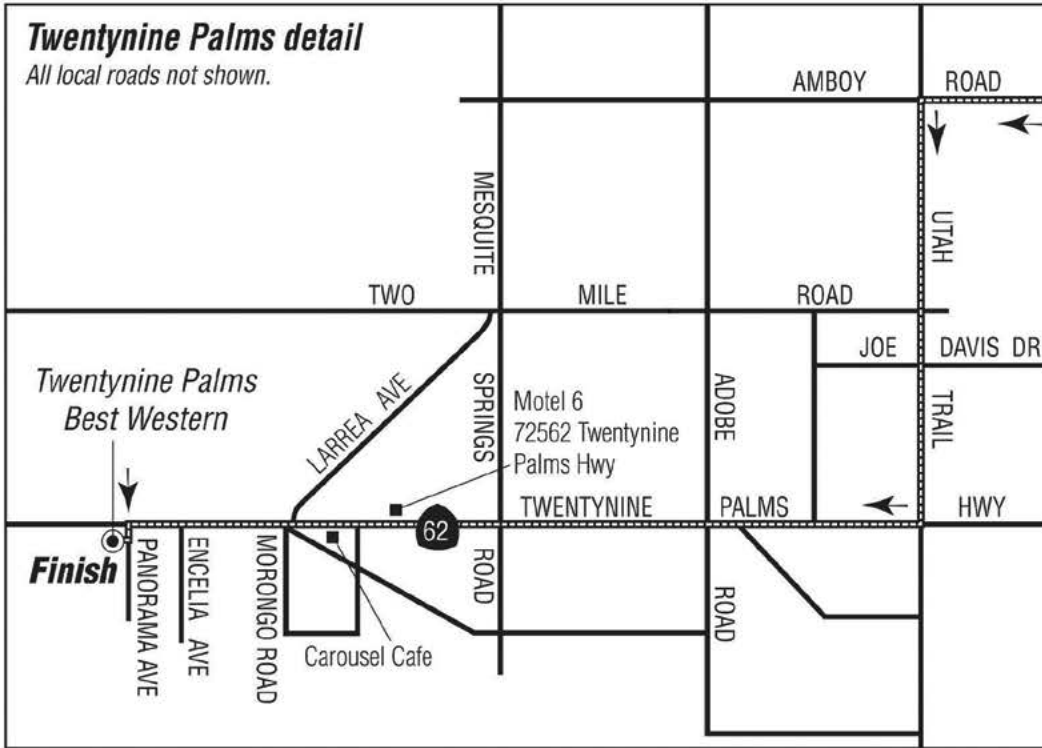 Twentynine Palms detail
All local roads not shown.
AMBOY ROAD
MESQUITE
UTAH
TWO MILE ROAD
JOE DAVIS DR
Twentynine Palms
Best Western
LARREA AVE
SPRINGS
Motel 6
72562 Twentynine
Palms Hwy
ADOBE
TRAIL
TWENTYNINE PALMS HWY
62
Finish
PANORAMA AVE
ENCELIA AVE
MORONGO ROAD
ROAD
ROAD
Carousel Cafe